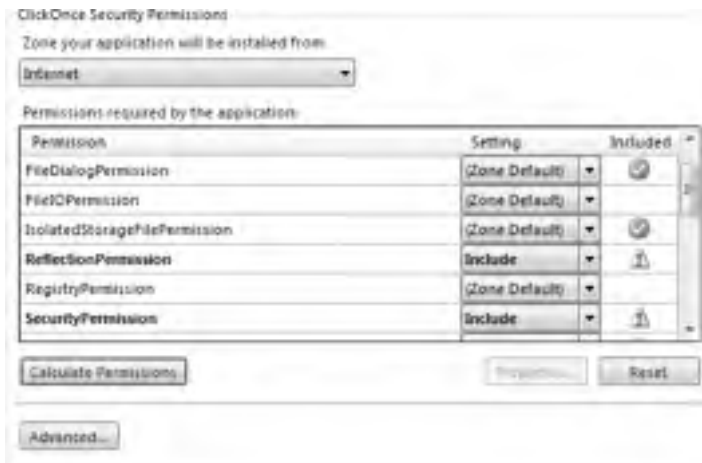 ClickOnce Security Permissions
Zone your application will be installed from:
Internet
Permissions required by the application:
Permission Setting Included
FileDialogPermission (Zone Default)
FileIOPermission (Zone Default)
IsolatedStorageFilePermission (Zone Default)
ReflectionPermission Include
RegistryPermission (Zone Default)
SecurityPermission Include
Calculate Permissions Properties... Reset
Advanced...